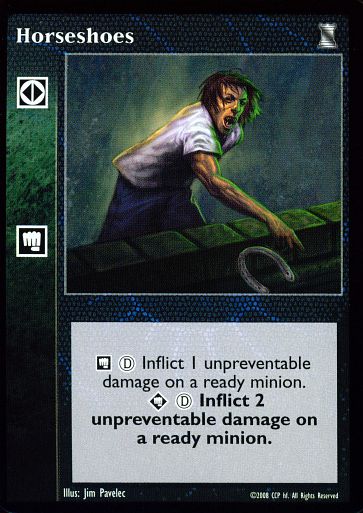 Horseshoes
D Inflict 1 unpreventable
damage on a ready minion.
D Inflict 2
unpreventable damage on
a ready minion.
Illus: Jim Pavelec
©2008 CCP hf. All Rights Reserved